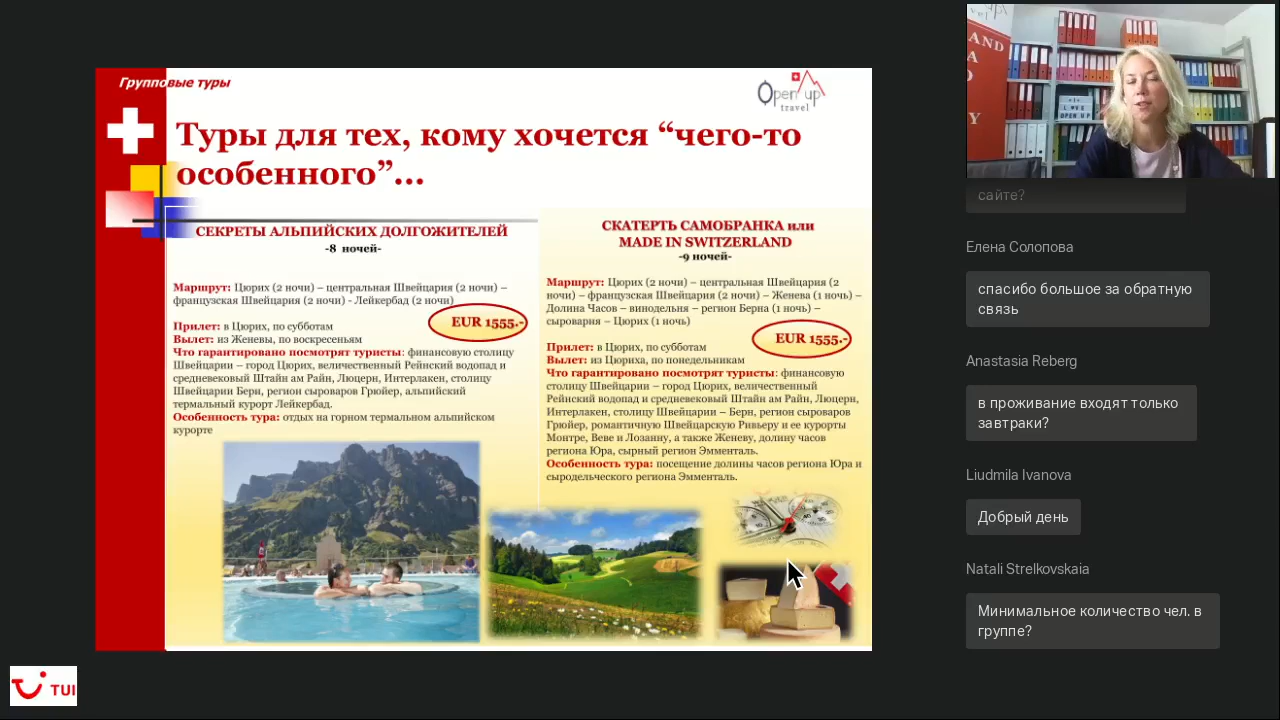 Групповые туры
Open up
travel
Туры для тех, кому хочется “чего-то
особенного”...
СЕКРЕТЫ АЛЬПИЙСКИХ ДОЛГОЖИТЕЛЕЙ
-8 ночей-
Маршрут: Цюрих (2 ночи) – центральная Швейцария (2 ночи) –
французская Швейцария (2 ночи) - Лейкербад (2 ночи)
EUR 1555.-
Прилет: в Цюрих, по субботам
Вылет: из Женевы, по воскресеньям
Что гарантировано посмотрят туристы: финансовую столицу
Швейцарии – город Цюрих, величественный Рейнский водопад и
средневековый Штайн ам Райн, Люцерн, Интерлакен, столицу
Швейцарии Берн, регион сыроваров Грюйер, альпийский
термальный курорт Лейкербад.
Особенность тура: отдых на горном термальном альпийском
курорте
СКАТЕРТЬ САМОБРАНКА или
MADE IN SWITZERLAND
-9 ночей-
Маршрут: Цюрих (2 ночи) – центральная Швейцария (2
ночи) – французская Швейцария (2 ночи) – Женева (1 ночь) –
Долина Часов – винодельня – регион Берна (1 ночь) –
сыроварня – Цюрих (1 ночь)
EUR 1555.-
Прилет: в Цюрих, по субботам
Вылет: из Цюриха, по понедельникам
Что гарантировано посмотрят туристы: финансовую
столицу Швейцарии – город Цюрих, величественный
Рейнский водопад и средневековый Штайн ам Райн, Люцерн,
Интерлакен, столицу Швейцарии – Берн, регион сыроваров
Грюйер, романтичную Швейцарскую Ривьеру и ее курорты
Монтре, Веве и Лозанну, а также Женеву, долину часов
региона Юра, сырный регион Эмменталь.
Особенность тура: посещение долины часов региона Юра и
сыродельческого региона Эмменталь.
TUI
I
LOVE
OPEN UP
сайте?
Елена Солопова
спасибо большое за обратную
связь
Anastasia Reberg
в проживание входят только
завтраки?
Liudmila Ivanova
Добрый день
Natali Strelkovskaia
Минимальное количество чел. в
группе?